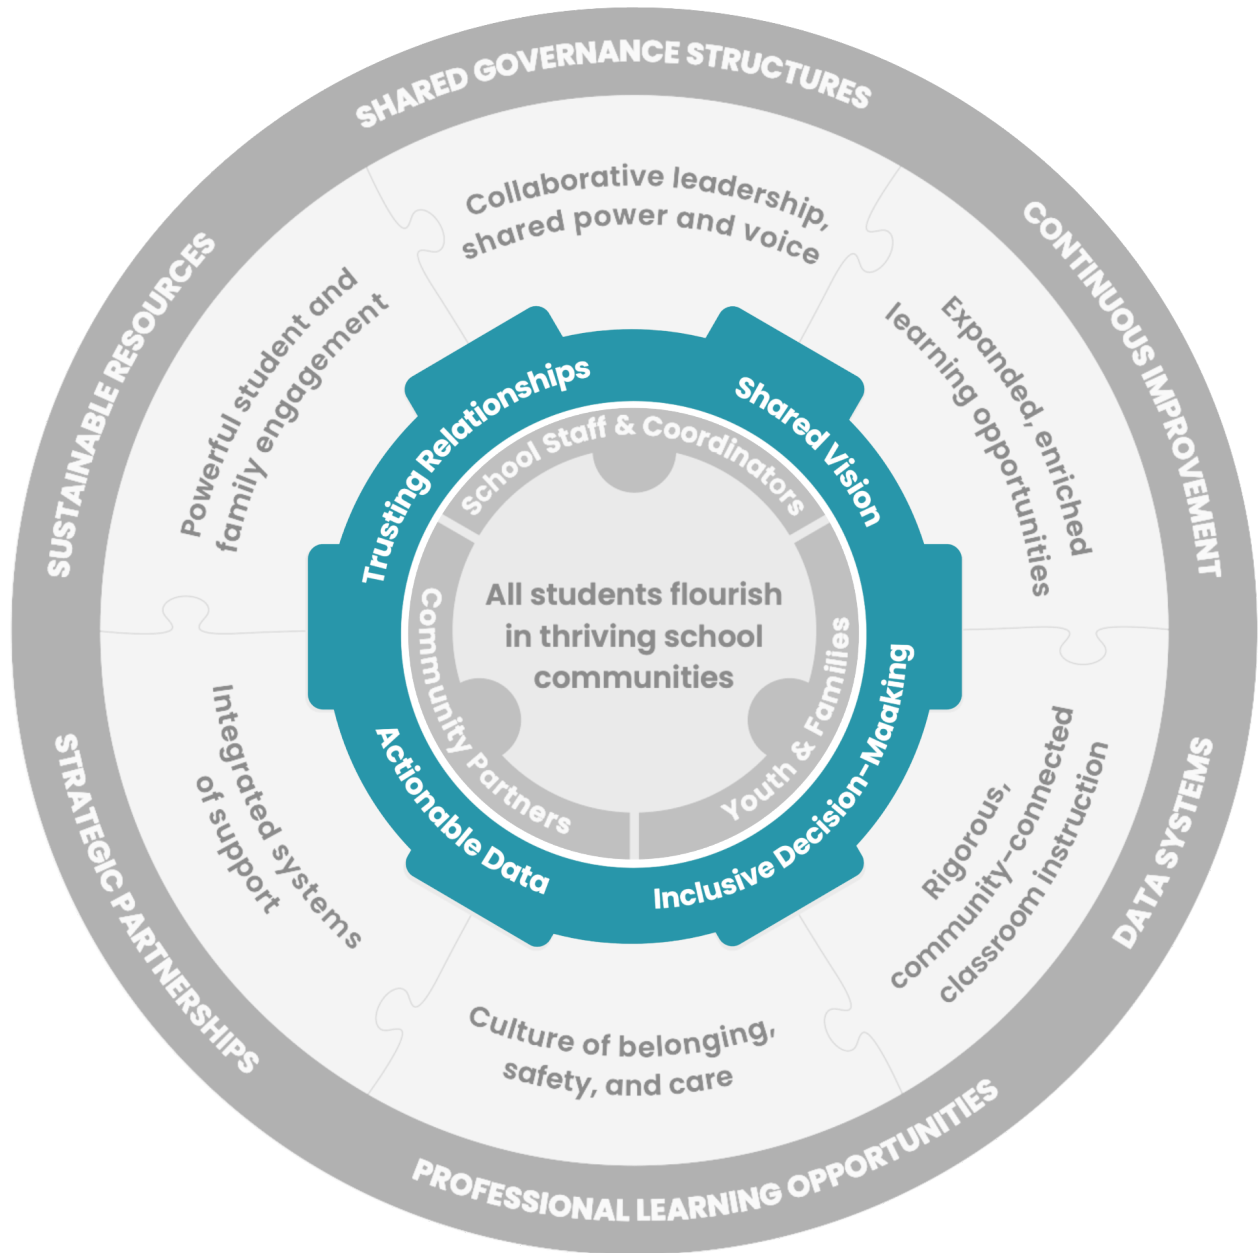 SHARED GOVERNANCE STRUCTURES
CONTINUOUS IMPROVEMENT
DATA SYSTEMS
PROFESSIONAL LEARNING OPPORTUNITIES
STRATEGIC PARTNERSHIPS
SUSTAINABLE RESOURCES
Collaborative leadership,
shared power and voice
Expanded, enriched
learning opportunities
Rigorous,
community-connected
classroom instruction
Culture of belonging,
safety, and care
Integrated systems
of support
Powerful student and
family engagement
Trusting Relationships
Shared Vision
Inclusive Decision-Maaking
Actionable Data
School Staff & Coordinators
Youth & Families
Community Partners
All students flourish
in thriving school
communities